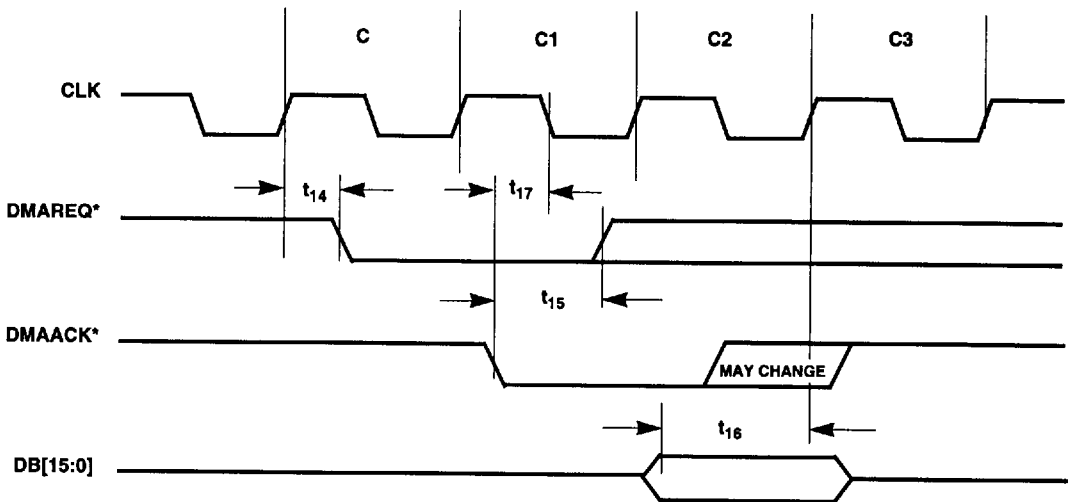 C C1 C2 C3
CLK
t14 t17
DMAREQ*
t15
DMAACK*
MAY CHANGE
t16
DB[15:0]